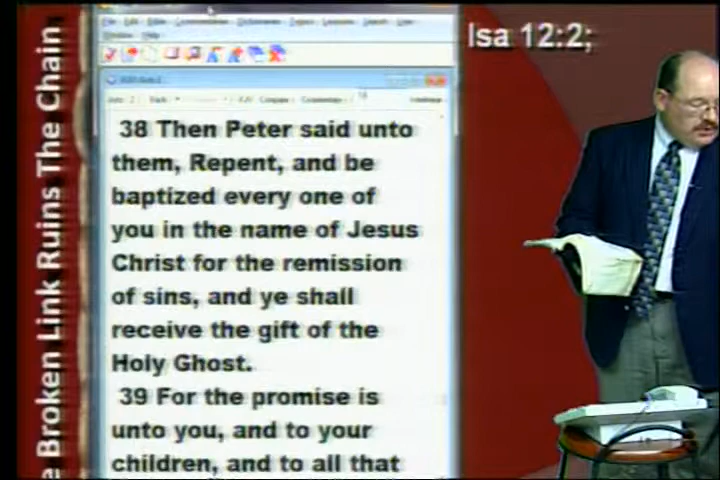 e Broken Link Ruins The Chain.
Isa 12:2;
38 Then Peter said unto
them, Repent, and be
baptized every one of
you in the name of Jesus
Christ for the remission
of sins, and ye shall
receive the gift of the
Holy Ghost.
39 For the promise is
unto you, and to your
children, and to all that